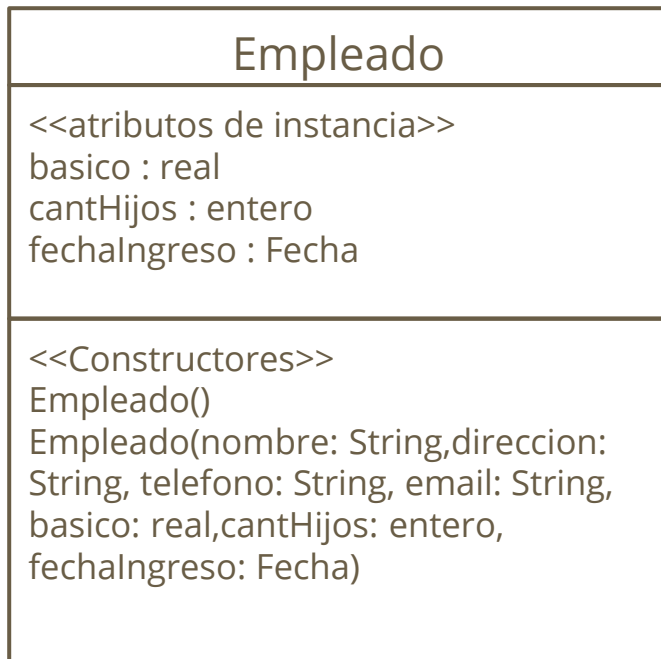 Empleado
<<atributos de instancia>>
basico : real
cantHijos : entero
fechaIngreso : Fecha
<<Constructores>>
Empleado()
Empleado(nombre: String,direccion:
String, telefono: String, email: String,
basico: real,cantHijos: entero,
fechaIngreso: Fecha)